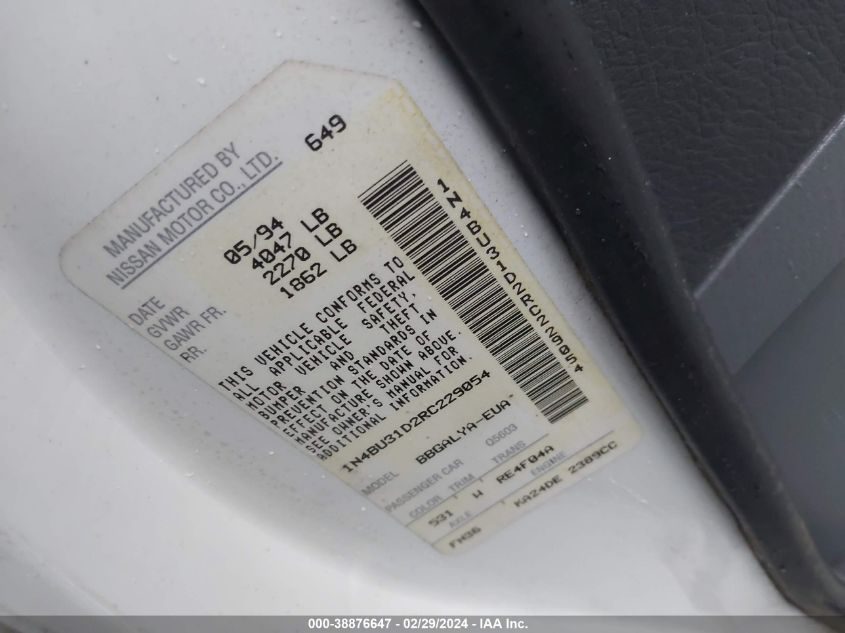 MANUFACTURED BY
NISSAN MOTOR CO., LTD.
649
DATE 05/94
GVWR 4047 LB
GAWR FR. 2270 LB
RR. 1862 LB
THIS VEHICLE CONFORMS TO
ALL APPLICABLE FEDERAL
MOTOR VEHICLE SAFETY,
BUMPER AND THEFT
PREVENTION STANDARDS IN
EFFECT ON THE DATE OF
MANUFACTURE SHOWN ABOVE.
SEE OWNER'S MANUAL FOR
ADDITIONAL INFORMATION.
1N4BU31D2RC229054
MODEL BBGALYA-EUA
PASSENGER CAR Q5603
COLOR TRIM TRANS
531 W RE4F04A
AXLE ENGINE
FN36 KA24DE 2389CC
1N4BU31D2RC229054
000-38876647 - 02/29/2024 - IAA Inc.